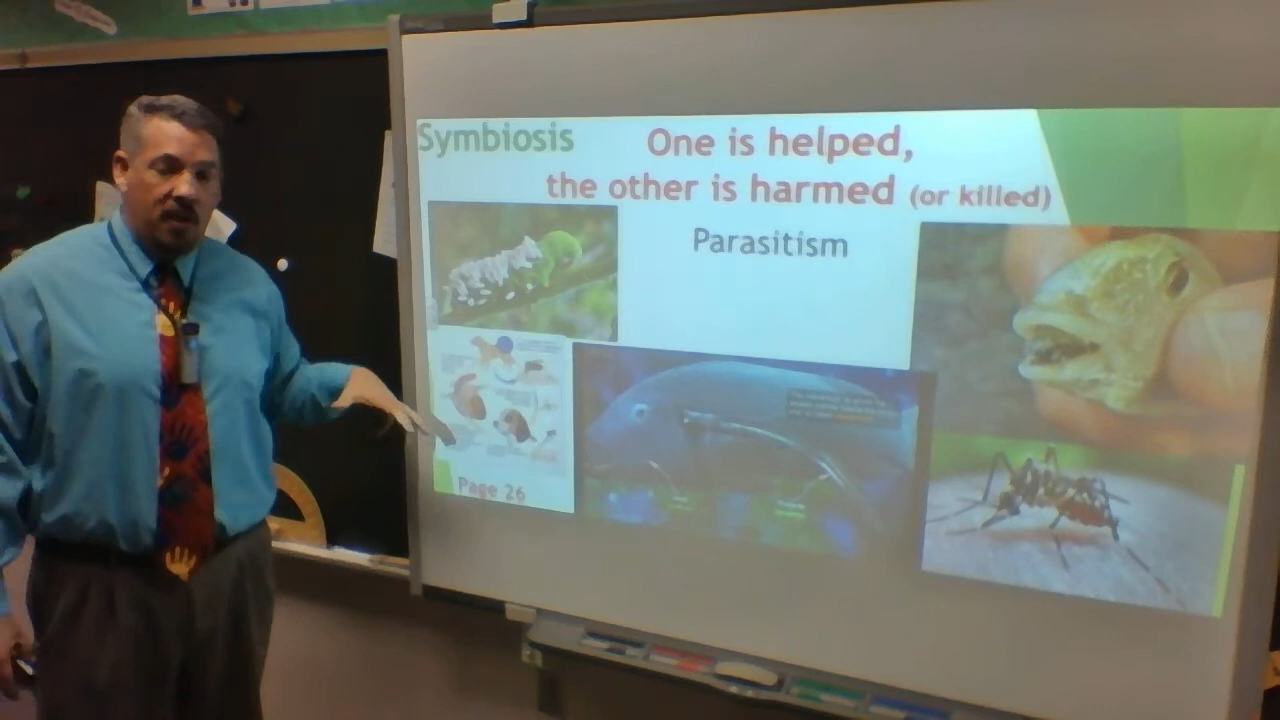 Symbiosis
One is helped,
the other is harmed (or killed)
Parasitism
Page 26